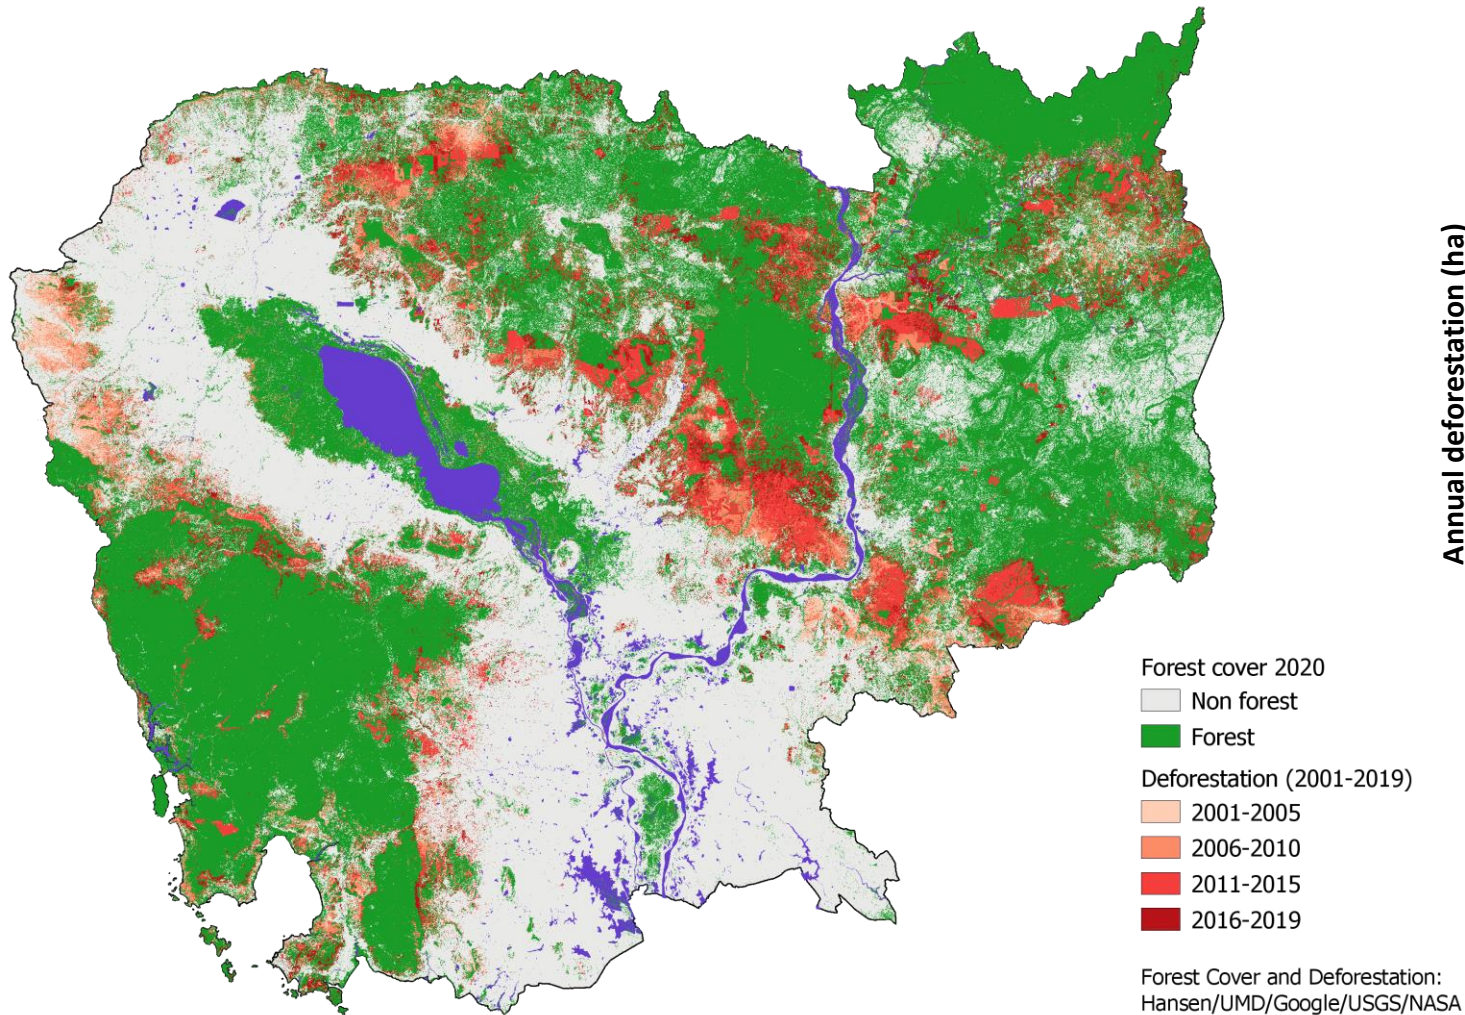 Annual deforestation (ha)
Forest cover 2020
Non forest
Forest
Deforestation (2001-2019)
2001-2005
2006-2010
2011-2015
2016-2019
Forest Cover and Deforestation:
Hansen/UMD/Google/USGS/NASA